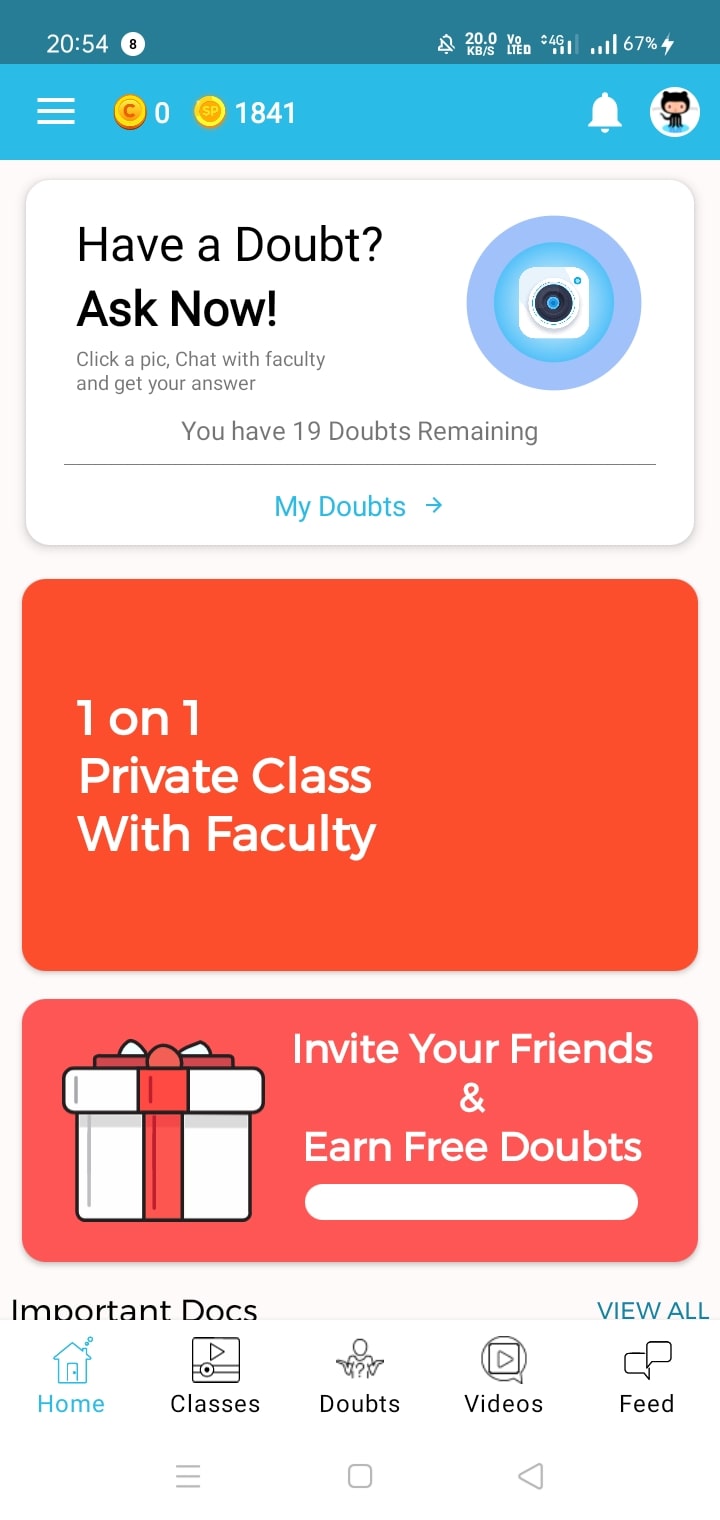 20:54 8 20.0 KB/S Vo LTED 4G 67%
C 0 SP 1841
Have a Doubt?
Ask Now!
Click a pic, Chat with faculty
and get your answer
You have 19 Doubts Remaining
My Doubts →
1 on 1
Private Class
With Faculty
Invite Your Friends
&
Earn Free Doubts
Important Docs VIEW ALL
?
Home Classes Doubts Videos Feed